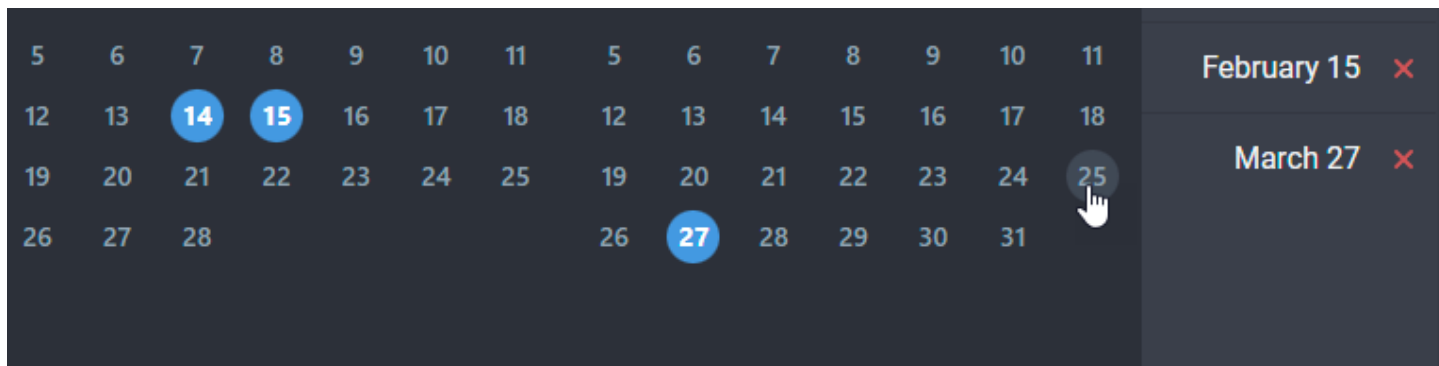 5 6 7 8 9 10 11 5 6 7 8 9 10 11
12 13 14 15 16 17 18 12 13 14 15 16 17 18
19 20 21 22 23 24 25 19 20 21 22 23 24 25
26 27 28 26 27 28 29 30 31
February 15
March 27